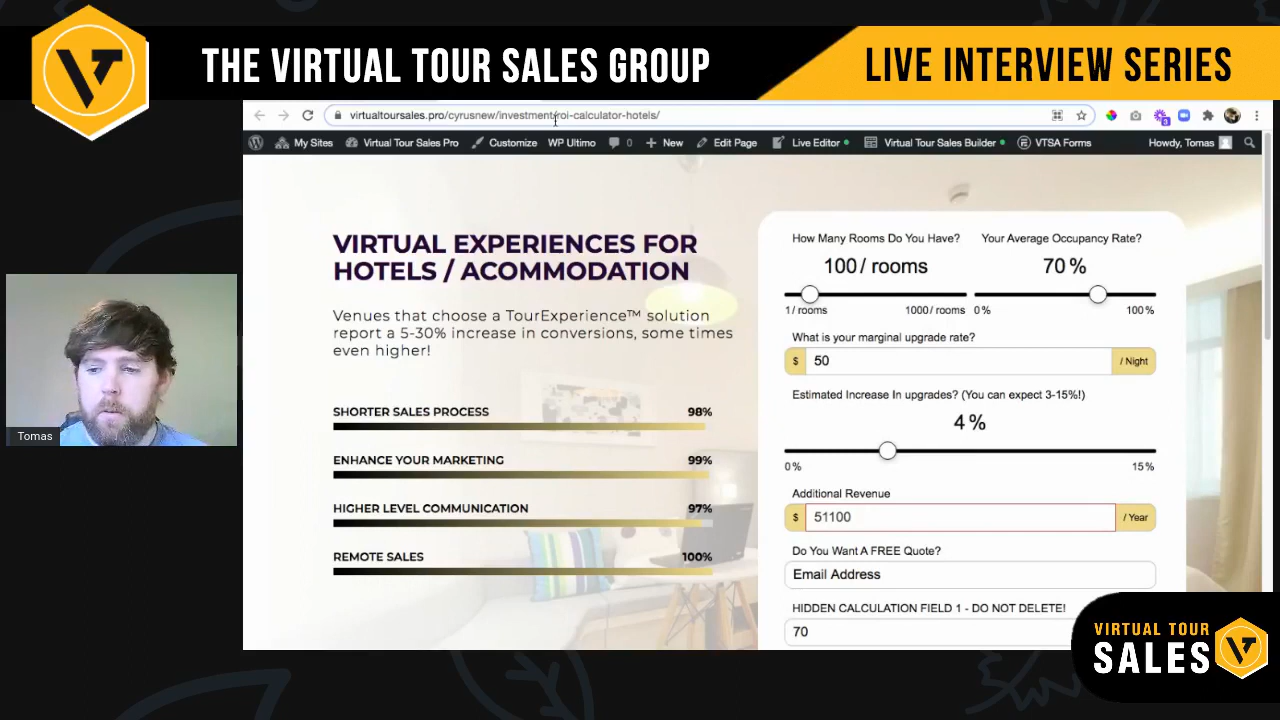 THE VIRTUAL TOUR SALES GROUP
LIVE INTERVIEW SERIES
virtualtoursales.pro/cyrusnew/investment/roi-calculator-hotels/
My Sites
Virtual Tour Sales Pro
Customize
WP Ultimo
0
New
Edit Page
Live Editor
Virtual Tour Sales Builder
VTSA Forms
Howdy, Tomas
VIRTUAL EXPERIENCES FOR
HOTELS / ACOMMODATION
Venues that choose a TourExperience™ solution
report a 5-30% increase in conversions, some times
even higher!
SHORTER SALES PROCESS 98%
ENHANCE YOUR MARKETING 99%
HIGHER LEVEL COMMUNICATION 97%
REMOTE SALES 100%
How Many Rooms Do You Have?
100 / rooms
1 / rooms 1000 / rooms
Your Average Occupancy Rate?
70 %
0 % 100 %
What is your marginal upgrade rate?
$ 50 / Night
Estimated Increase In upgrades? (You can expect 3-15%!)
4 %
0 % 15 %
Additional Revenue
$ 51100 / Year
Do You Want A FREE Quote?
Email Address
HIDDEN CALCULATION FIELD 1 - DO NOT DELETE!
70
Tomas
VIRTUAL TOUR
SALES